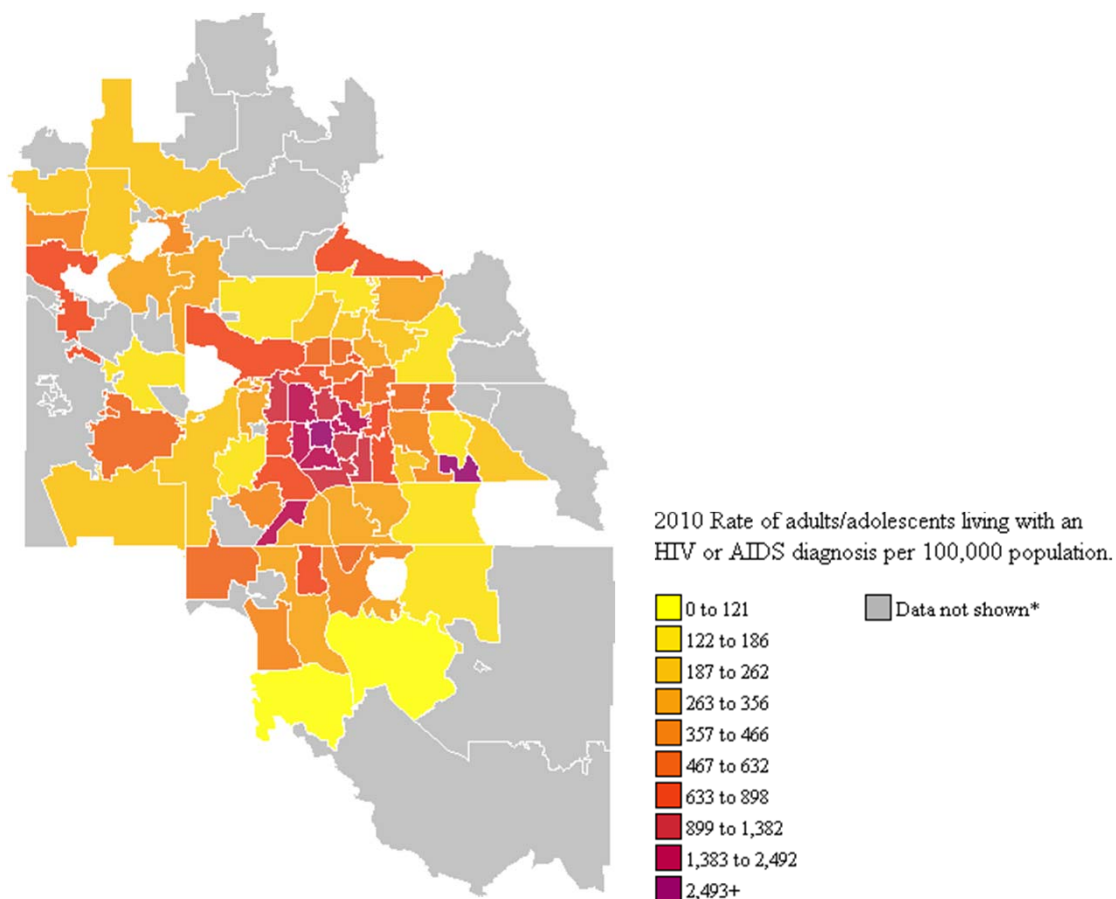 2010 Rate of adults/adolescents living with an
HIV or AIDS diagnosis per 100,000 population.
0 to 121
Data not shown*
122 to 186
187 to 262
263 to 356
357 to 466
467 to 632
633 to 898
899 to 1,382
1,383 to 2,492
2,493+